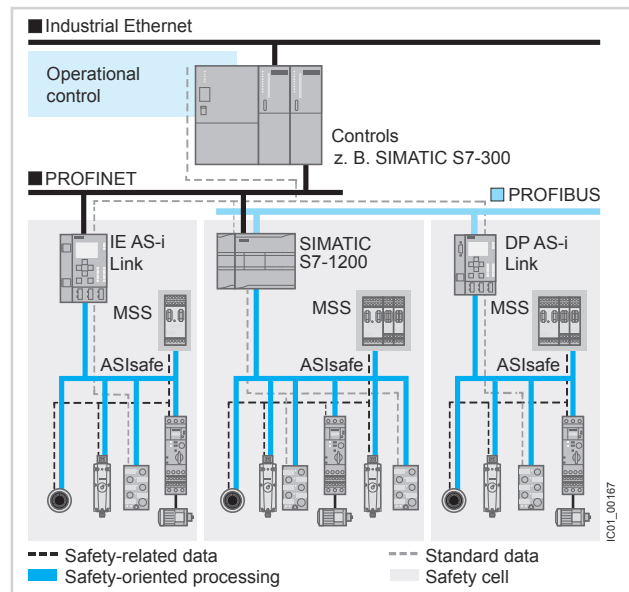 Industrial Ethernet
Operational
control
Controls
z. B. SIMATIC S7-300
PROFINET
PROFIBUS
IE AS-i
Link
SIMATIC
S7-1200
DP AS-i
Link
MSS
MSS
MSS
ASIsafe
ASIsafe
ASIsafe
IC01_00167
Safety-related data
Standard data
Safety-oriented processing
Safety cell